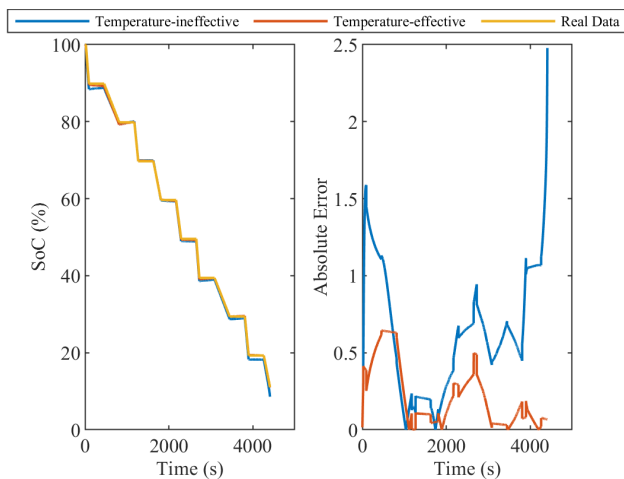 Temperature-ineffective Temperature-effective Real Data
100
80
60
40
20
0
SoC (%)
0 2000 4000
Time (s)
2.5
2
1.5
1
0.5
0
Absolute Error
0 2000 4000
Time (s)